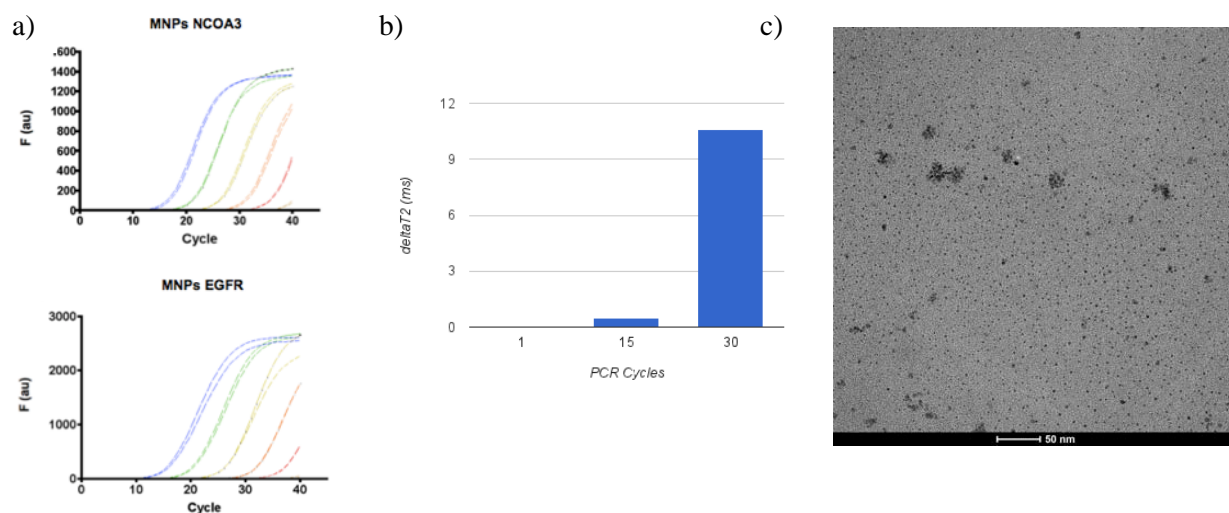 a)
MNPs NCOA3
.600
1400
1200
1000
800
600
400
200
0
0 10 20 30 40
F (au)
Cycle
MNPs EGFR
3000
2000
1000
0
0 10 20 30 40
F (au)
Cycle
b)
12
9
6
3
0
deltaT2 (ms)
1 15 30
PCR Cycles
c)
50 nm